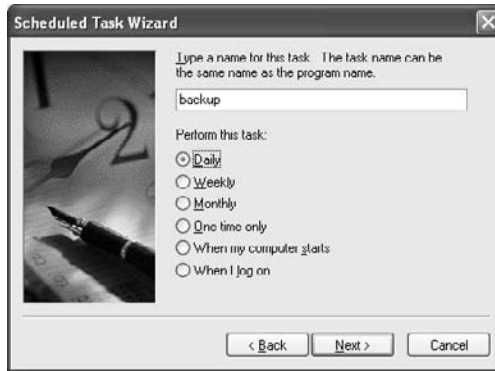 Scheduled Task Wizard
Type a name for this task. The task name can be
the same name as the program name.
backup
Perform this task:
Daily
Weekly
Monthly
One time only
When my computer starts
When I log on
< Back Next > Cancel